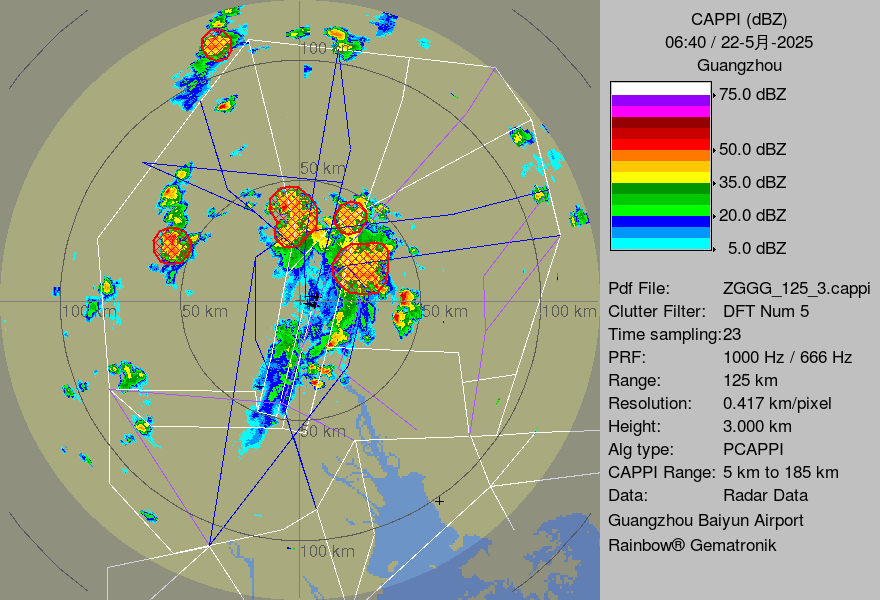 CAPPI (dBZ)
06:40 / 22-5月-2025
Guangzhou
75.0 dBZ
50.0 dBZ
35.0 dBZ
20.0 dBZ
5.0 dBZ
Pdf File: ZGGG_125_3.cappi
Clutter Filter: DFT Num 5
Time sampling:23
PRF: 1000 Hz / 666 Hz
Range: 125 km
Resolution: 0.417 km/pixel
Height: 3.000 km
Alg type: PCAPPI
CAPPI Range: 5 km to 185 km
Data: Radar Data
Guangzhou Baiyun Airport
Rainbow® Gematronik
100 km
50 km
100 km
50 km
50 km
100 km
50 km
100 km